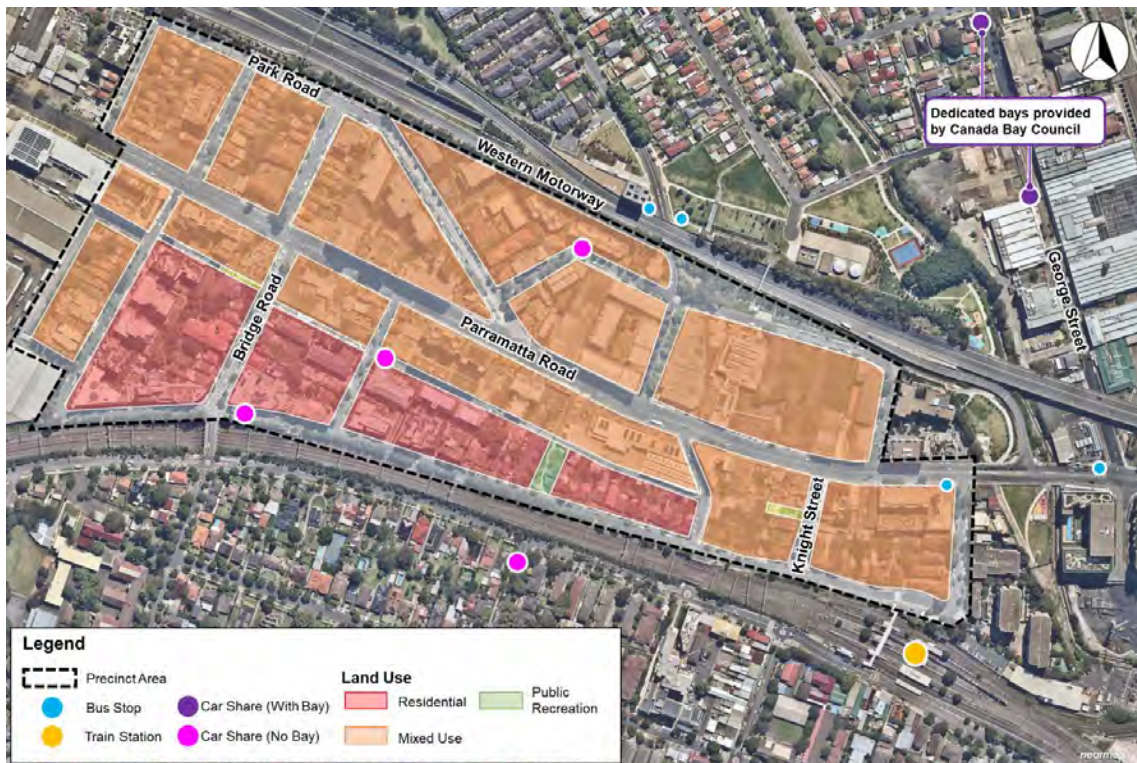 Park Road
Western Motorway
Dedicated bays provided
by Canada Bay Council
George Street
Bridge Road
Parramatta Road
Knight Street
Legend
Precinct Area
Bus Stop
Train Station
Car Share (With Bay)
Car Share (No Bay)
Land Use
Residential
Mixed Use
Public
Recreation
nearmap